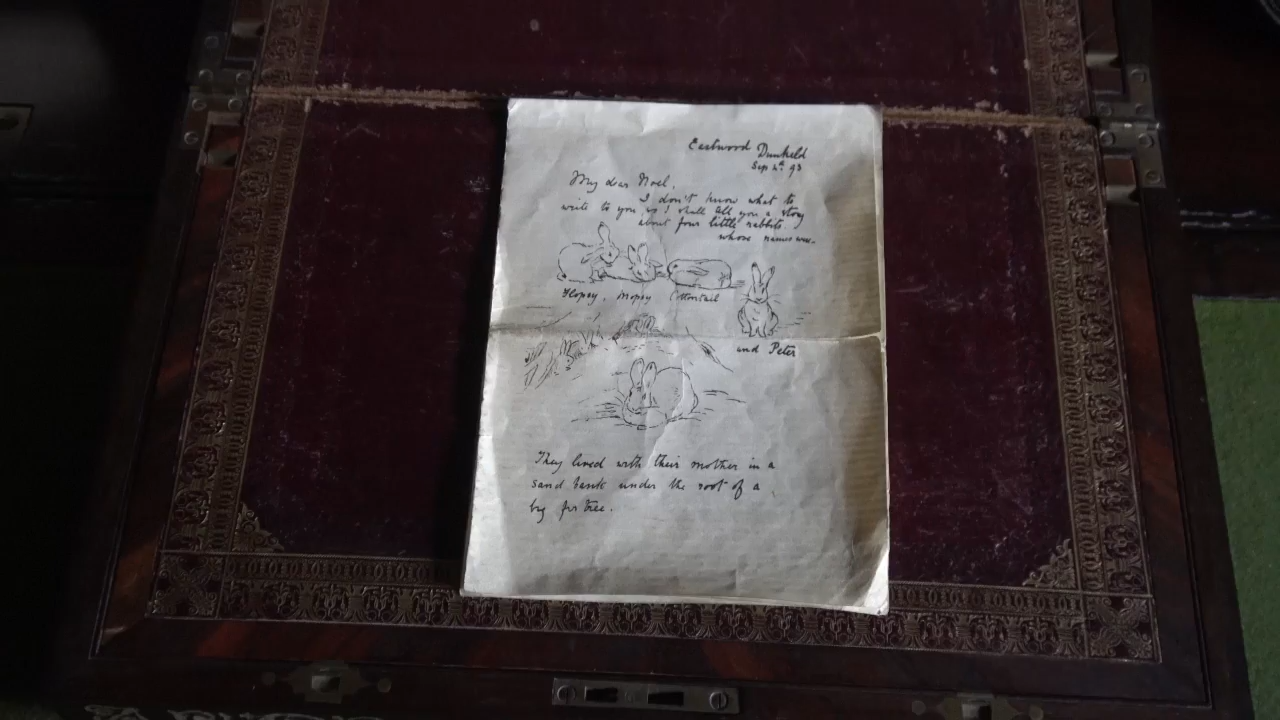 Eastwood Dunkeld
Sep 4th 93
My dear Noel,
I don't know what to
write to you, so I shall tell you a story
about four little rabbits.
whose names were.
Flopsy, Mopsy Cottontail
and Peter
They lived with their mother in a
sand bank under the root of a
big fir tree.